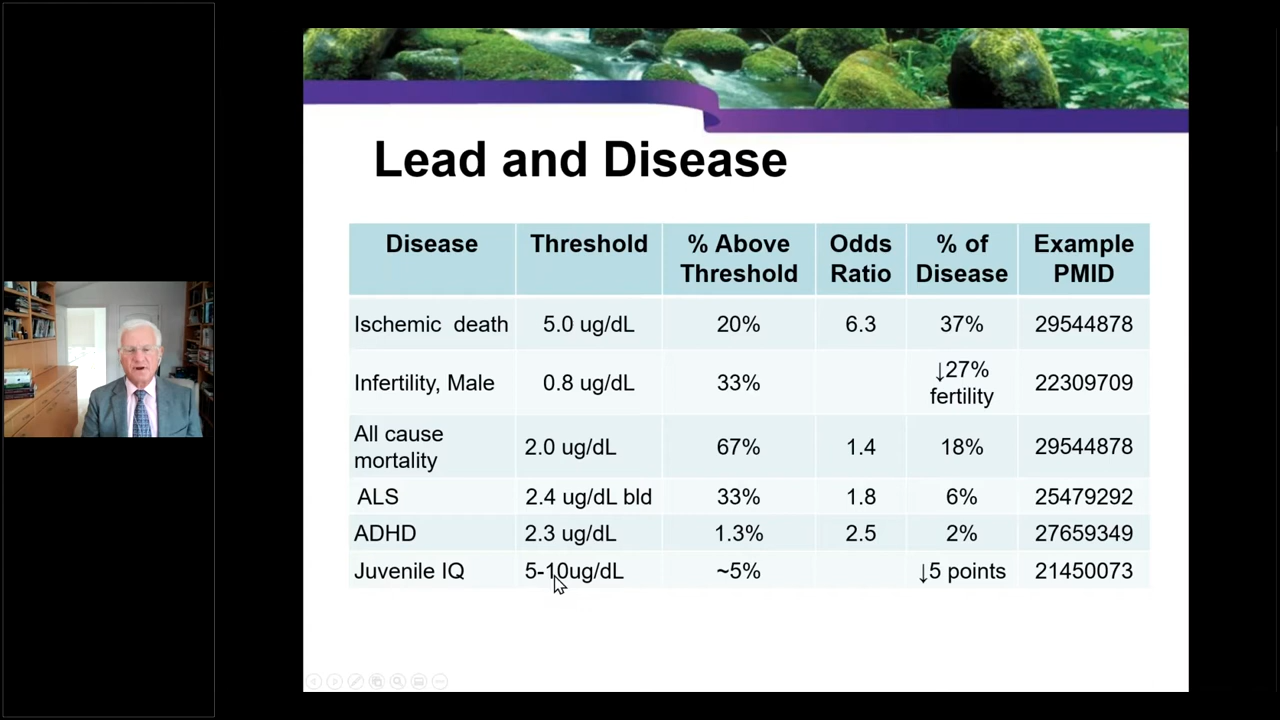 Lead and Disease
Disease Threshold % Above Threshold Odds Ratio % of Disease Example PMID
Ischemic death 5.0 ug/dL 20% 6.3 37% 29544878
Infertility, Male 0.8 ug/dL 33% ↓27% fertility 22309709
All cause mortality 2.0 ug/dL 67% 1.4 18% 29544878
ALS 2.4 ug/dL bld 33% 1.8 6% 25479292
ADHD 2.3 ug/dL 1.3% 2.5 2% 27659349
Juvenile IQ 5-10ug/dL ~5% ↓5 points 21450073